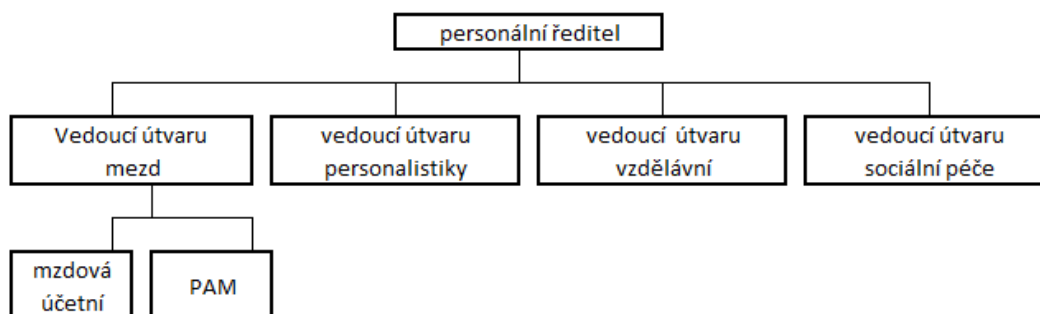 personální ředitel
Vedoucí útvaru
mezd
vedoucí útvaru
personalistiky
vedoucí útvaru
vzdělávní
vedoucí útvaru
sociální péče
mzdová
účetní
PAM